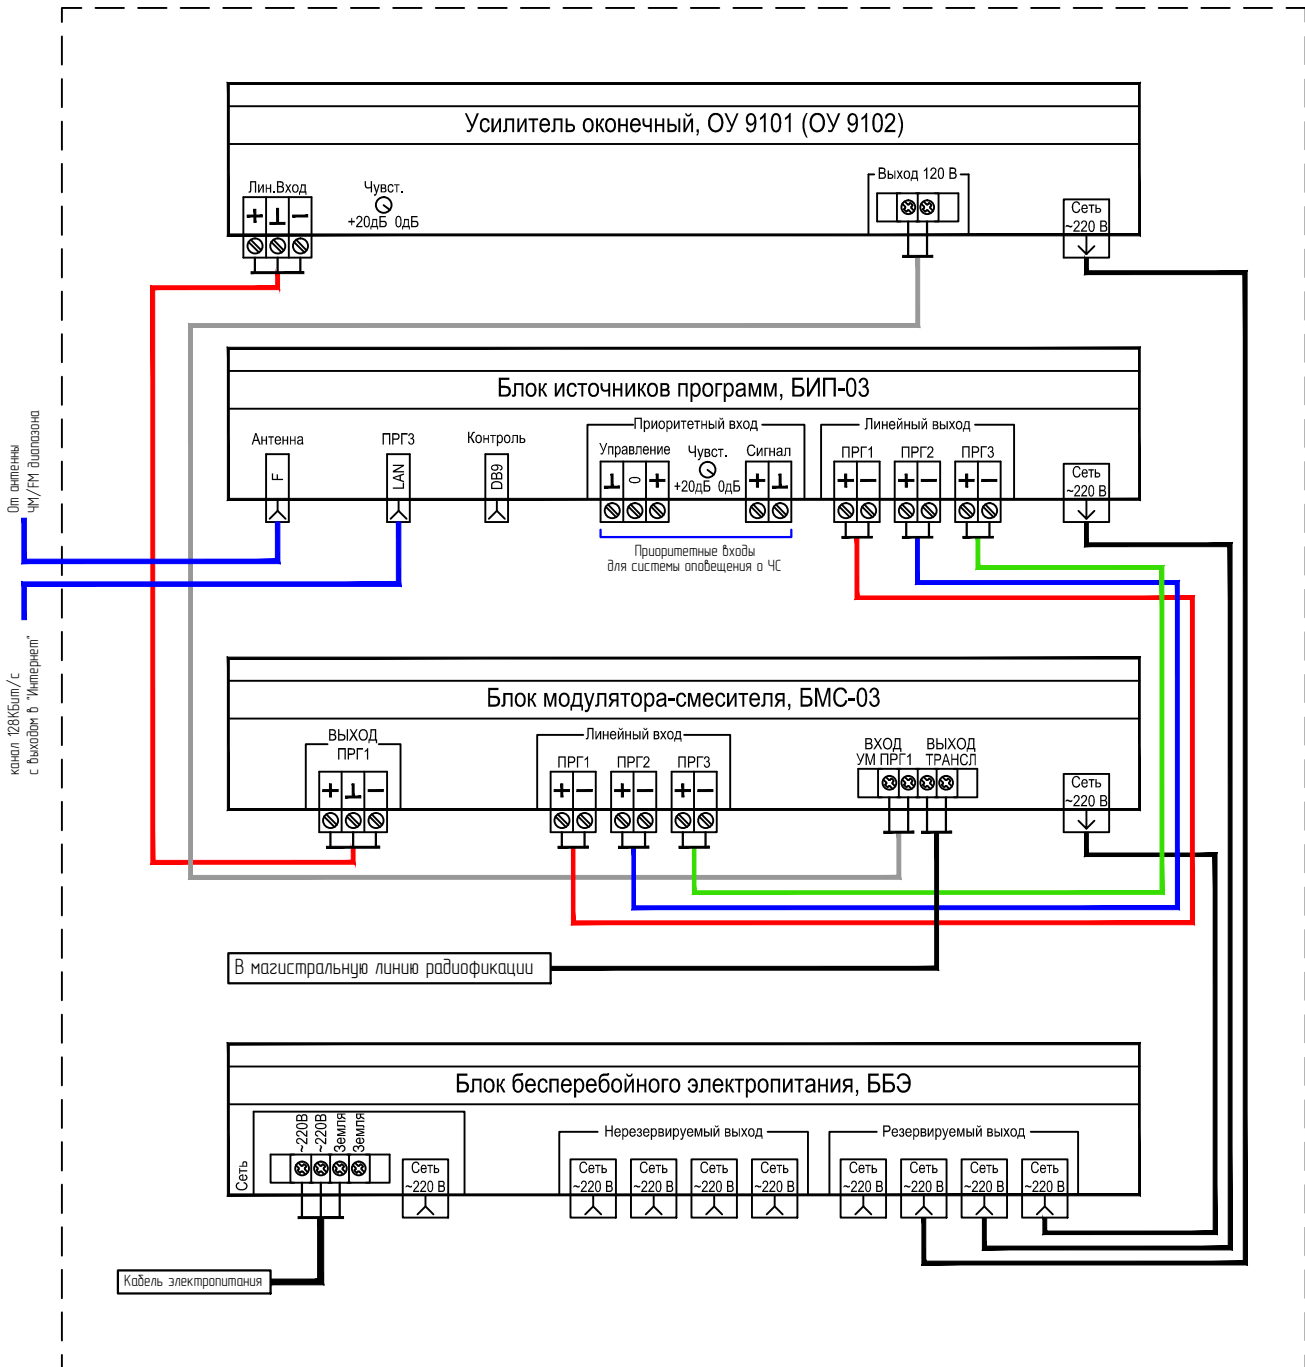 Усилитель оконечный, ОУ 9101 (ОУ 9102)
Лин.Вход
Чувст.
+20дБ 0дБ
Выход 120 В
Сеть
~220 В
Блок источников программ, БИП-03
От антенны
ЧМ/FM диапазона
Антенна
F
ПРГ3
LAN
Контроль
DB9
Приоритетный вход
Управление
0
Чувст.
+20дБ 0дБ
Сигнал
Линейный выход
ПРГ1
ПРГ2
ПРГ3
Сеть
~220 В
Приоритетные входы
для системы оповещения о ЧС
канал 128КБит/с
с выходом в "Интернет"
Блок модулятора-смесителя, БМС-03
ВЫХОД
ПРГ1
Линейный вход
ПРГ1
ПРГ2
ПРГ3
ВХОД
УМ ПРГ1
ВЫХОД
ТРАНСЛ
Сеть
~220 В
В магистральную линию радиофикации
Блок бесперебойного электропитания, ББЭ
Сеть
~220В
~220В
Земля
Земля
Сеть
~220 В
Нерезервируемый выход
Сеть
~220 В
Сеть
~220 В
Сеть
~220 В
Сеть
~220 В
Резервируемый выход
Сеть
~220 В
Сеть
~220 В
Сеть
~220 В
Сеть
~220 В
Кабель электропитания